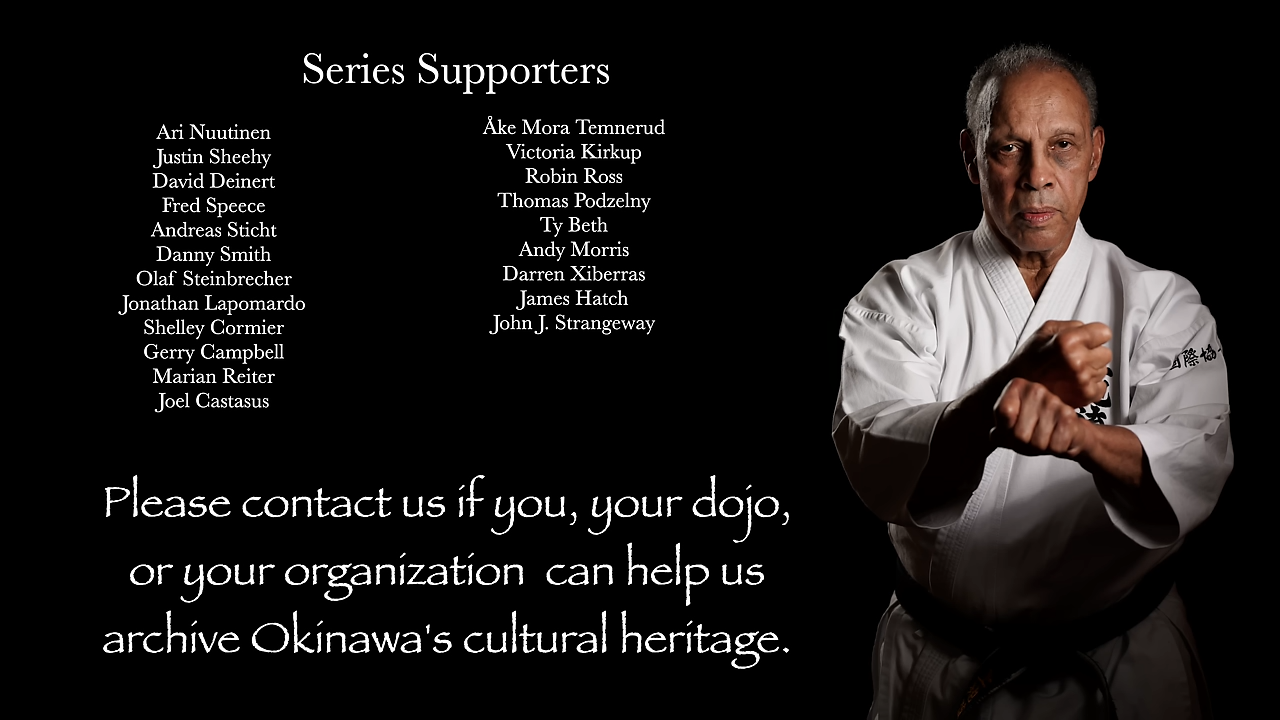 Series Supporters
Ari Nuutinen
Justin Sheehy
David Deinert
Fred Speece
Andreas Sticht
Danny Smith
Olaf Steinbrecher
Jonathan Lapomardo
Shelley Cormier
Gerry Campbell
Marian Reiter
Joel Castasus
Åke Mora Temnerud
Victoria Kirkup
Robin Ross
Thomas Podzelny
Ty Beth
Andy Morris
Darren Xiberras
James Hatch
John J. Strangeway
Please contact us if you, your dojo,
or your organization can help us
archive Okinawa's cultural heritage.
國際協